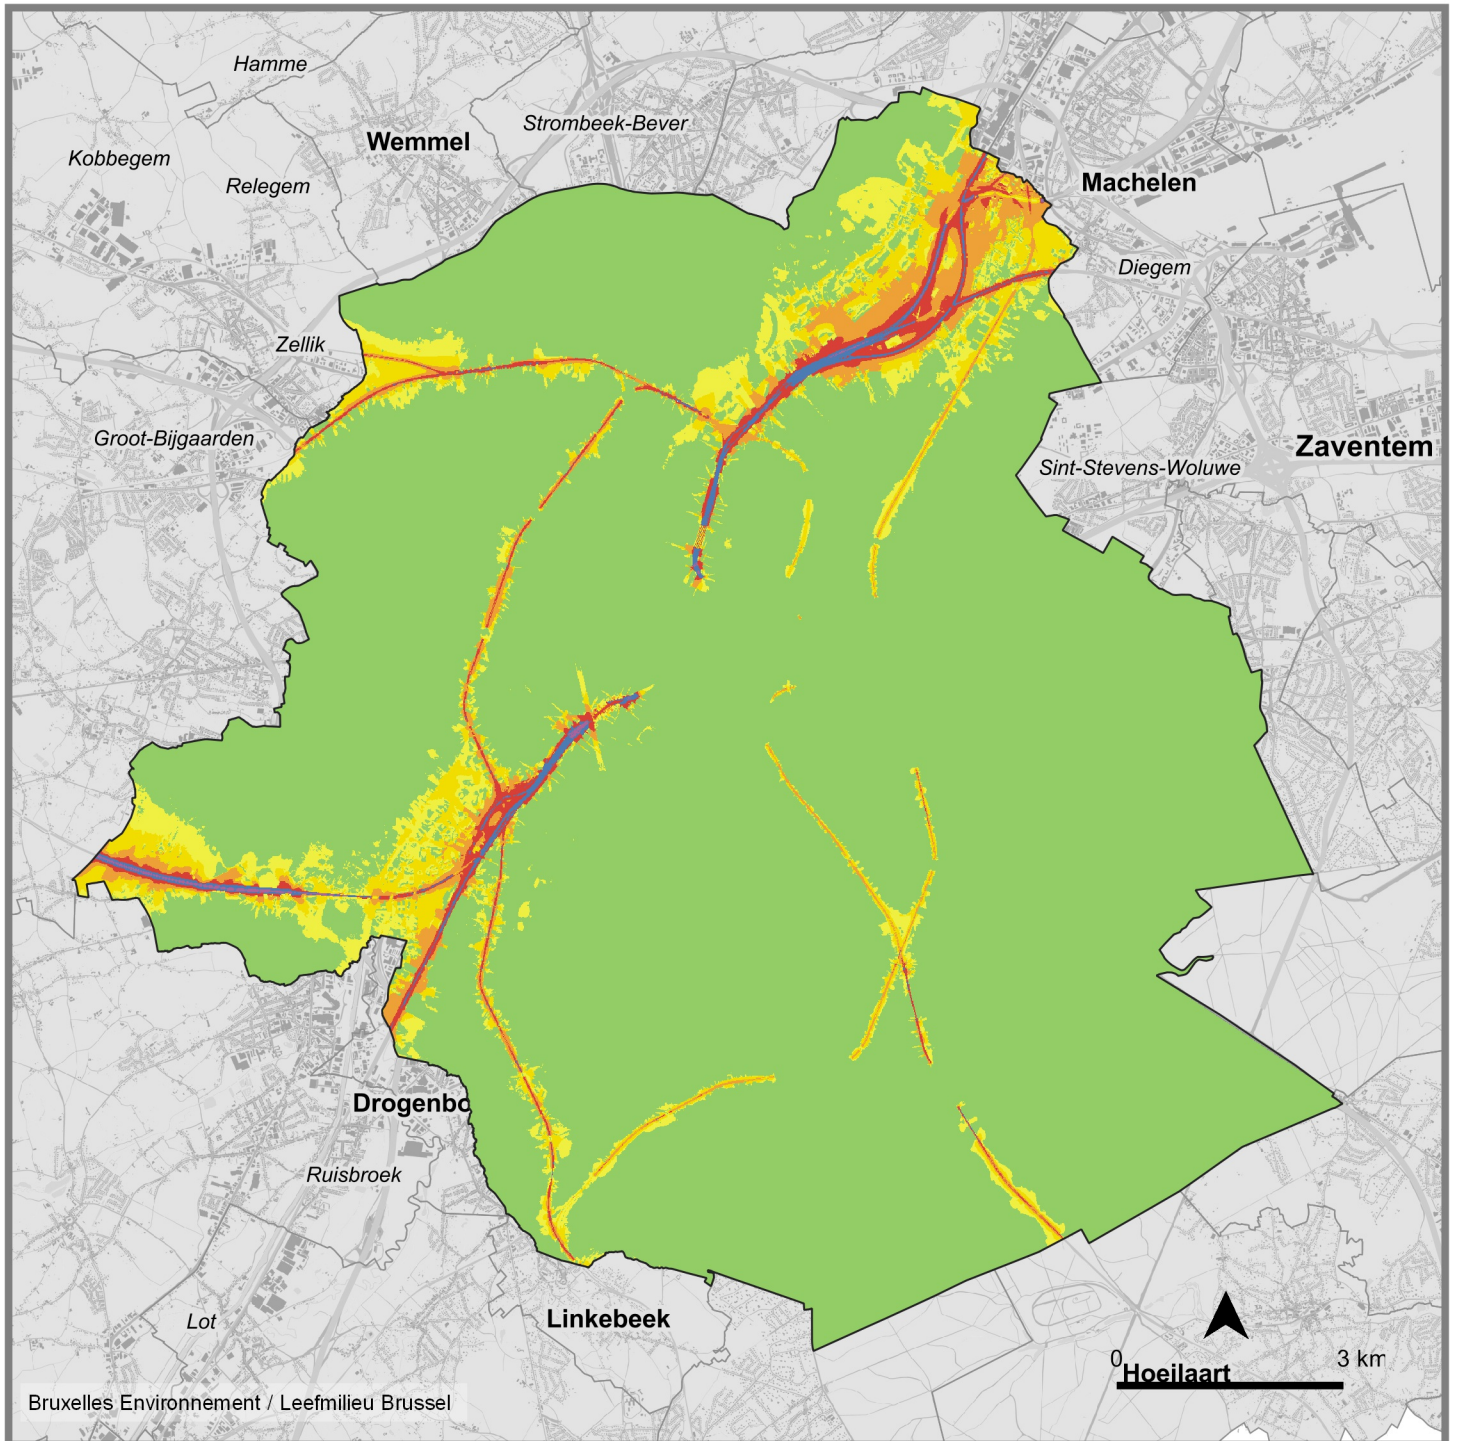 Hamme
Strombeek-Bever
Wemmel
Kobbegem
Relegem
Machelen
Diegem
Zellik
Groot-Bijgaarden
Zaventem
Sint-Stevens-Woluwe
Drogenbo
Ruisbroek
Linkebeek
Lot
0 3 km
Hoeilaart
Bruxelles Environnement / Leefmilieu Brussel